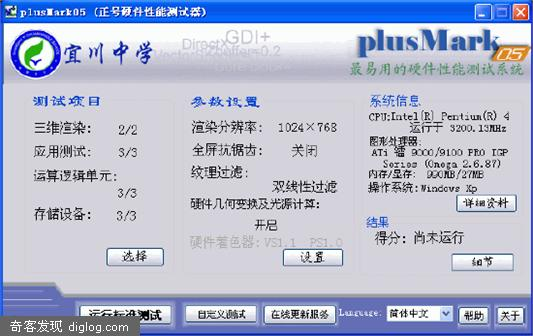 plusMark05 (正号硬件性能测试器)
宜川中学
GDI+
plusMark 05
最易用的硬件性能测试系统
测试项目
三维渲染: 2/2
应用测试: 3/3
运算逻辑单元:
3/3
存储设备: 3/3
选择
参数设置
渲染分辨率: 1024×768
全屏抗锯齿: 关闭
纹理过滤:
双线性过滤
硬件几何变换及光源计算:
开启
硬件着色器: VS1.1 PS1.0
设置
系统信息
CPU:Intel(R) Pentium(R) 4
运行于 3200.13MHz
图形处理器:
ATi 镭 9000/9100 PRO IGP
Series (Omega 2.6.87)
内存/显存: 990MB/27MB
操作系统:Windows Xp
详细资料
结果
得分: 尚未运行
细节
运行标准测试
自定义测试
在线更新服务
Language:
简体中文
帮助
关于
奇客发现 diglog.com